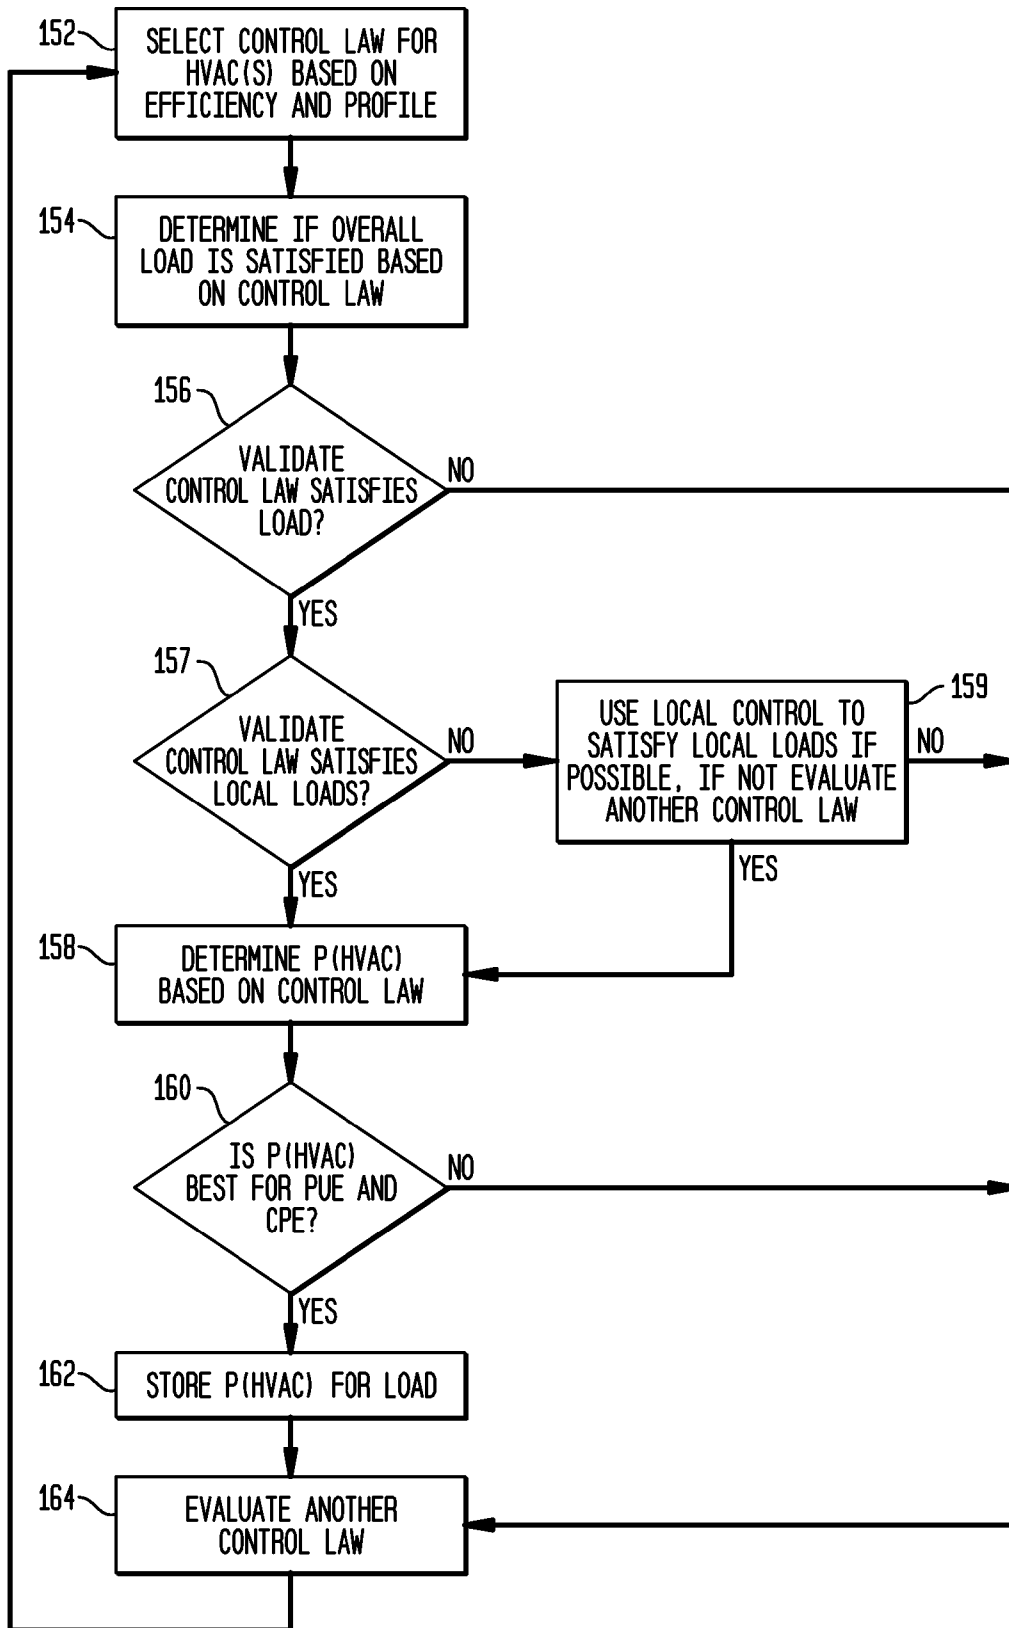 152
SELECT CONTROL LAW FOR
HVAC(S) BASED ON
EFFICIENCY AND PROFILE
154
DETERMINE IF OVERALL
LOAD IS SATISFIED BASED
ON CONTROL LAW
156
VALIDATE
CONTROL LAW SATISFIES
LOAD?
NO
YES
157
VALIDATE
CONTROL LAW SATISFIES
LOCAL LOADS?
NO
YES
159
USE LOCAL CONTROL TO
SATISFY LOCAL LOADS IF
POSSIBLE, IF NOT EVALUATE
ANOTHER CONTROL LAW
NO
YES
158
DETERMINE P(HVAC)
BASED ON CONTROL LAW
160
IS P(HVAC)
BEST FOR PUE AND
CPE?
NO
YES
162
STORE P(HVAC) FOR LOAD
164
EVALUATE ANOTHER
CONTROL LAW